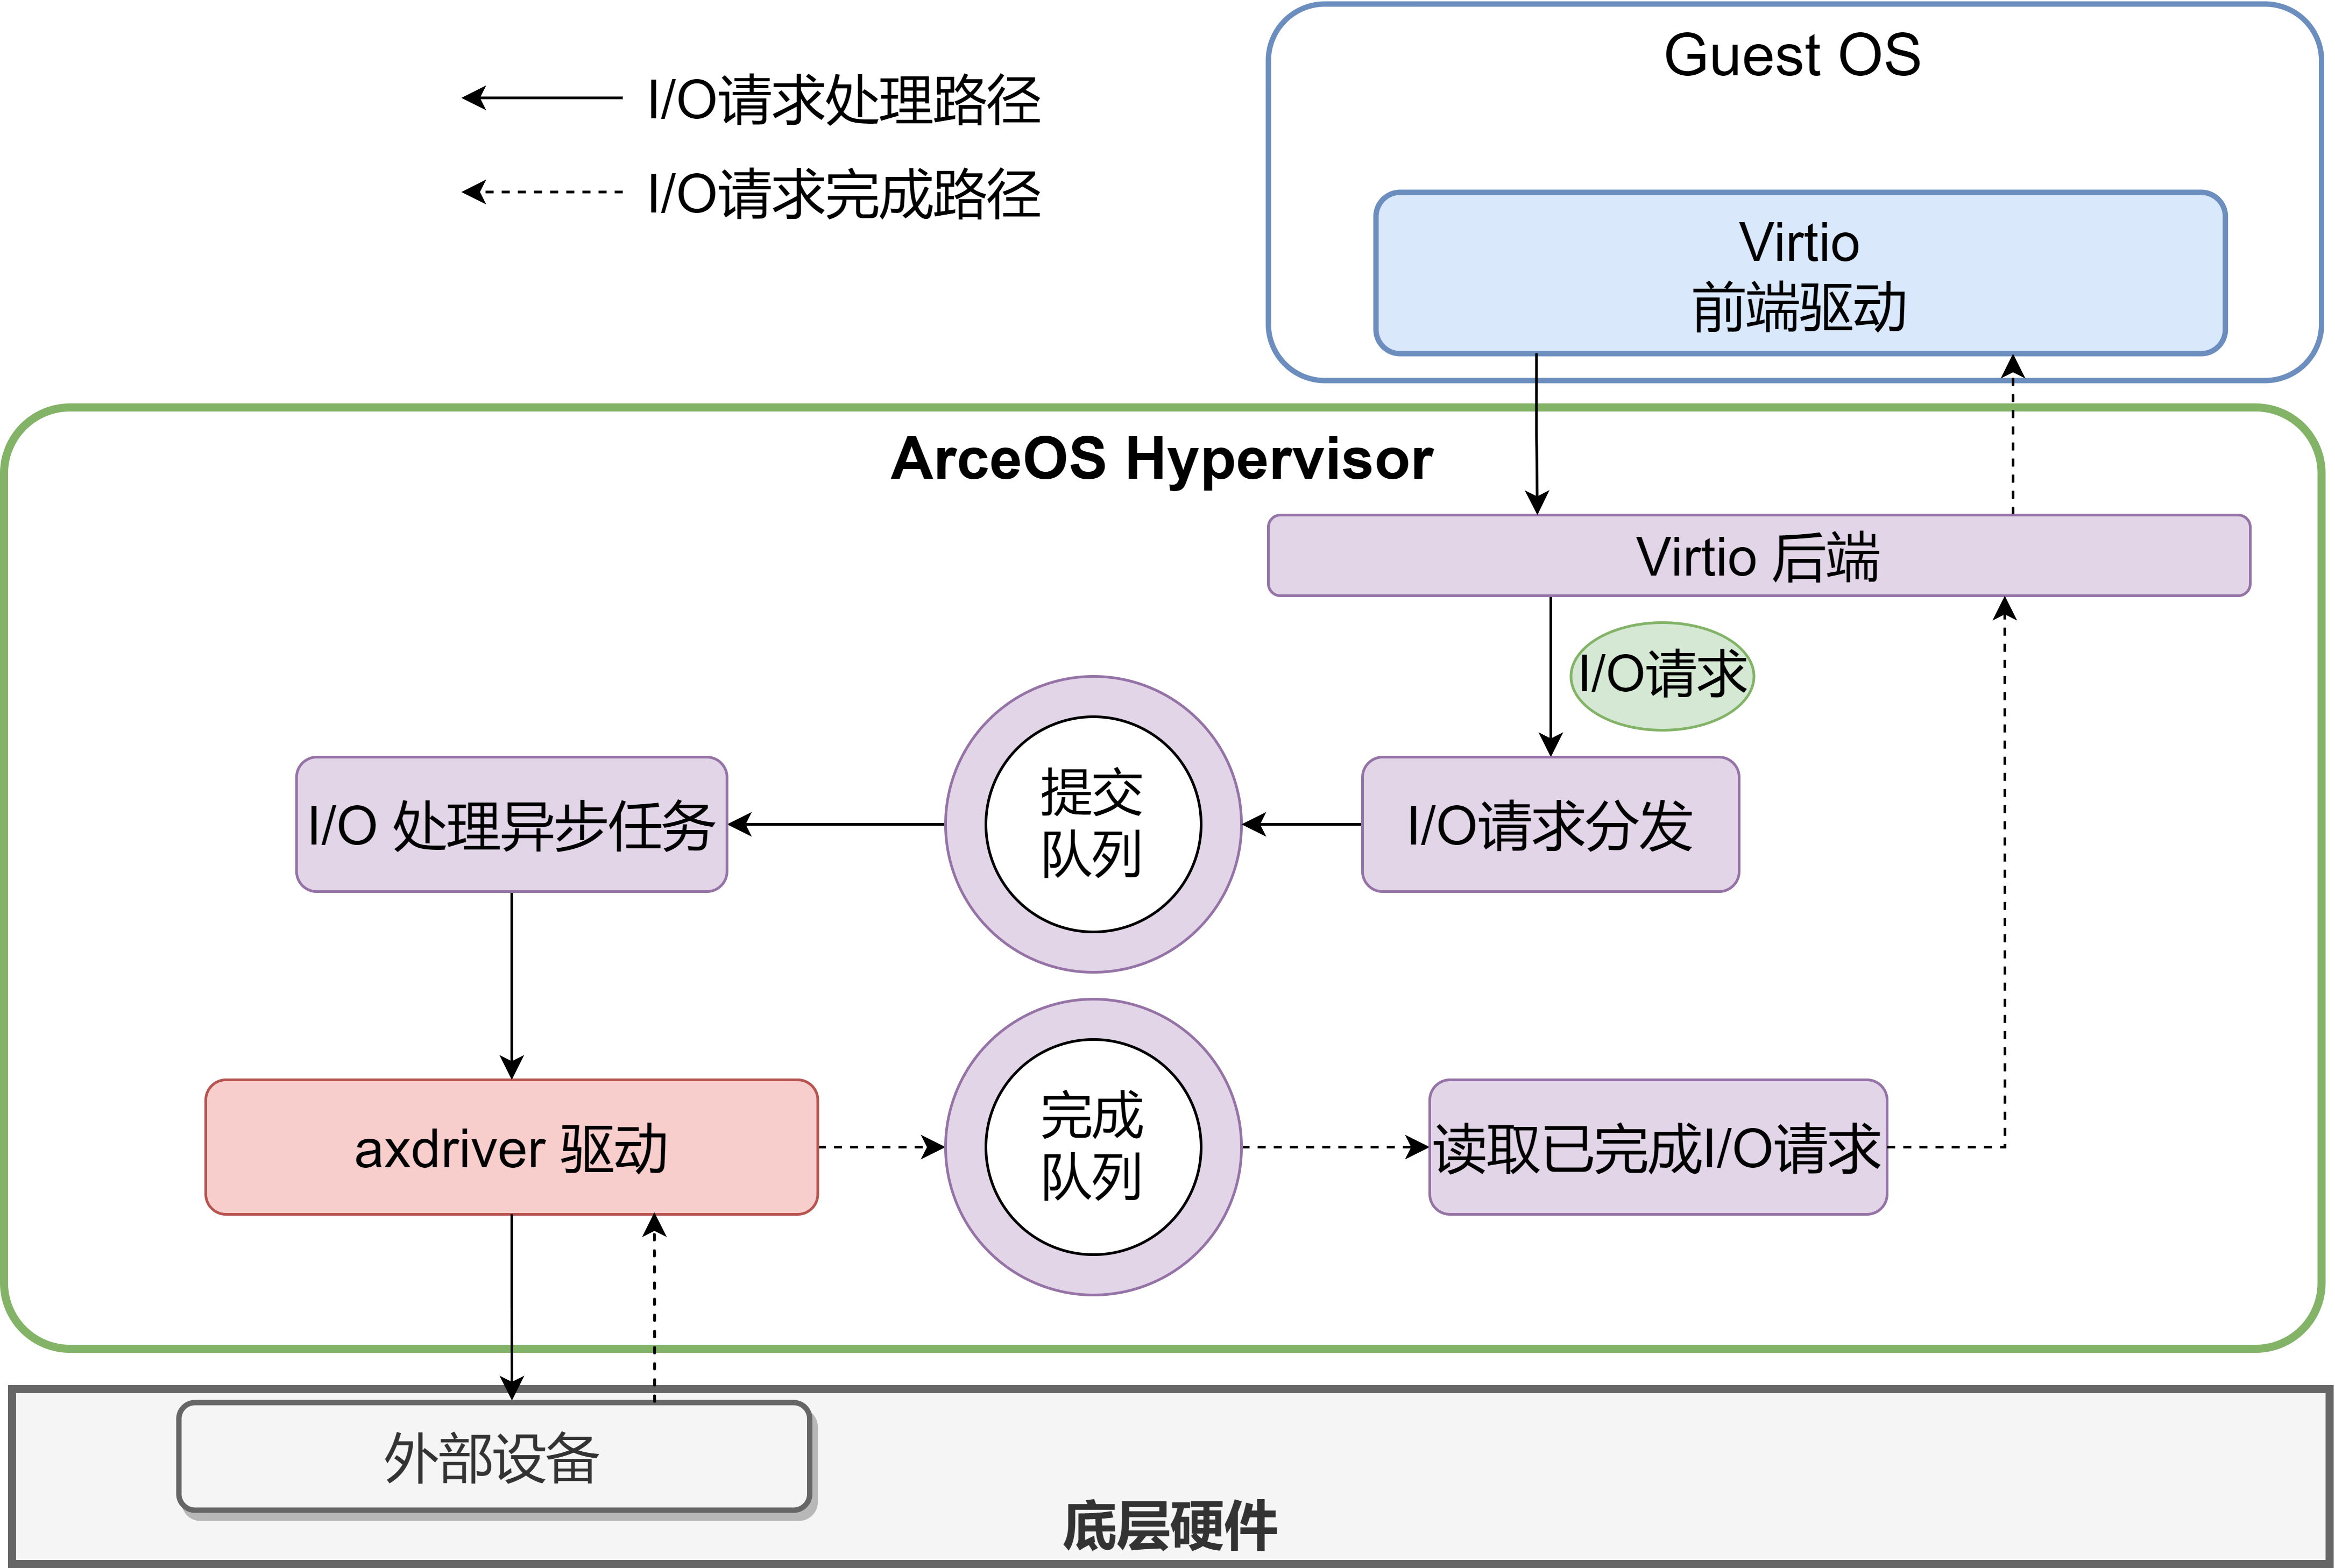 Guest OS
I/O请求处理路径
I/O请求完成路径
Virtio
前端驱动
ArceOS Hypervisor
Virtio 后端
I/O请求
I/O 处理异步任务
提交
队列
I/O请求分发
axdriver 驱动
完成
队列
读取已完成I/O请求
外部设备
底层硬件